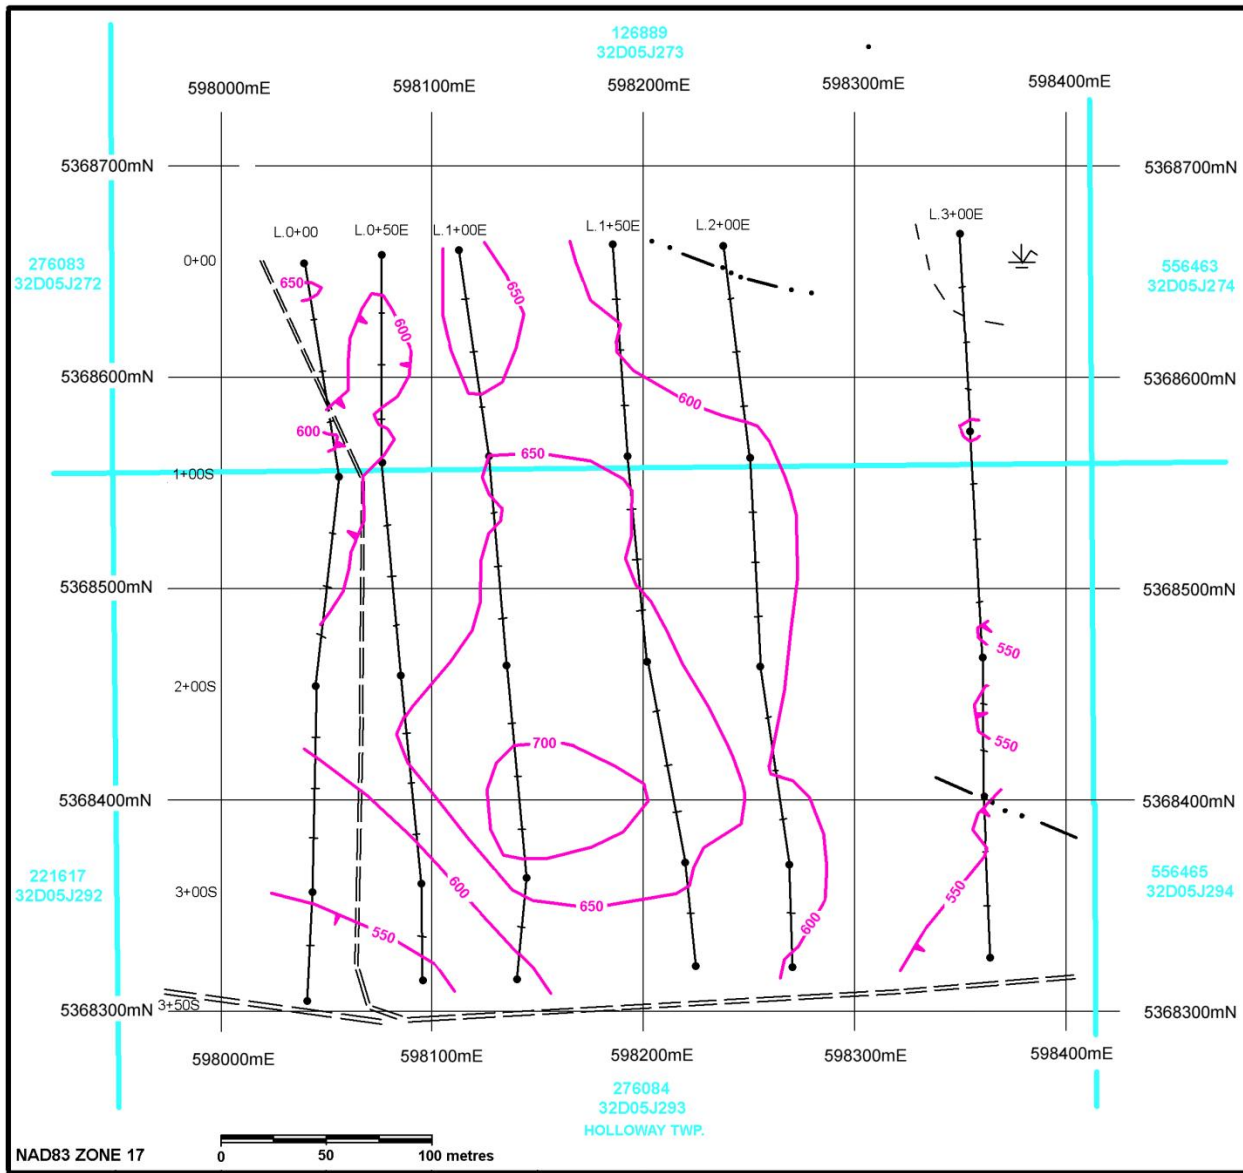 126889
32D05J273
598000mE 598100mE 598200mE 598300mE 598400mE
5368700mN 5368700mN
L.0+00 L.0+50E L.1+00E L.1+50E L.2+00E L.3+00E
0+00
276083
32D05J272
556463
32D05J274
650
650
600
5368600mN 5368600mN
600
600
650
1+00S
5368500mN 5368500mN
550
2+00S
700
550
5368400mN 5368400mN
221617
32D05J292
556465
32D05J294
3+00S
600
550
650
550
600
3+50S
5368300mN 5368300mN
598000mE 598100mE 598200mE 598300mE 598400mE
276084
32D05J293
HOLLOWAY TWP.
NAD83 ZONE 17
0 50 100 metres